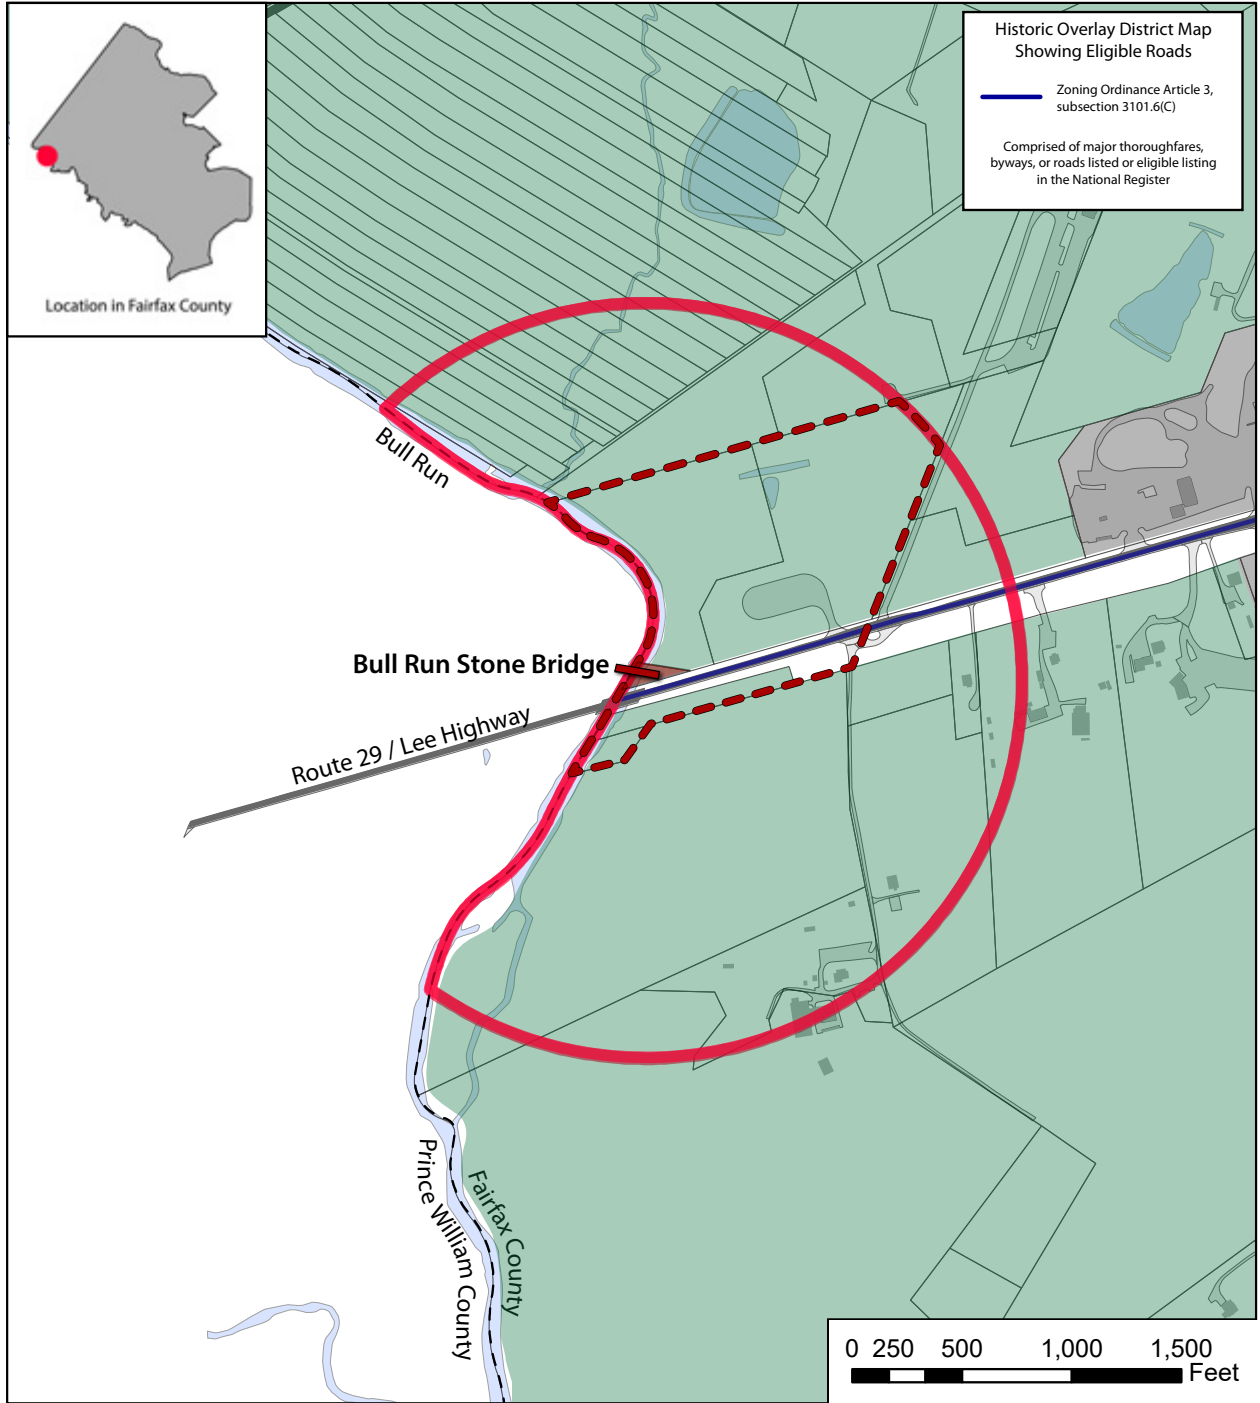 Location in Fairfax County
Historic Overlay District Map
Showing Eligible Roads
Zoning Ordinance Article 3,
subsection 3101.6(C)
Comprised of major thoroughfares,
byways, or roads listed or eligible listing
in the National Register
Bull Run
Bull Run Stone Bridge
Route 29 / Lee Highway
Prince William County
Fairfax County
0 250 500 1,000 1,500
Feet